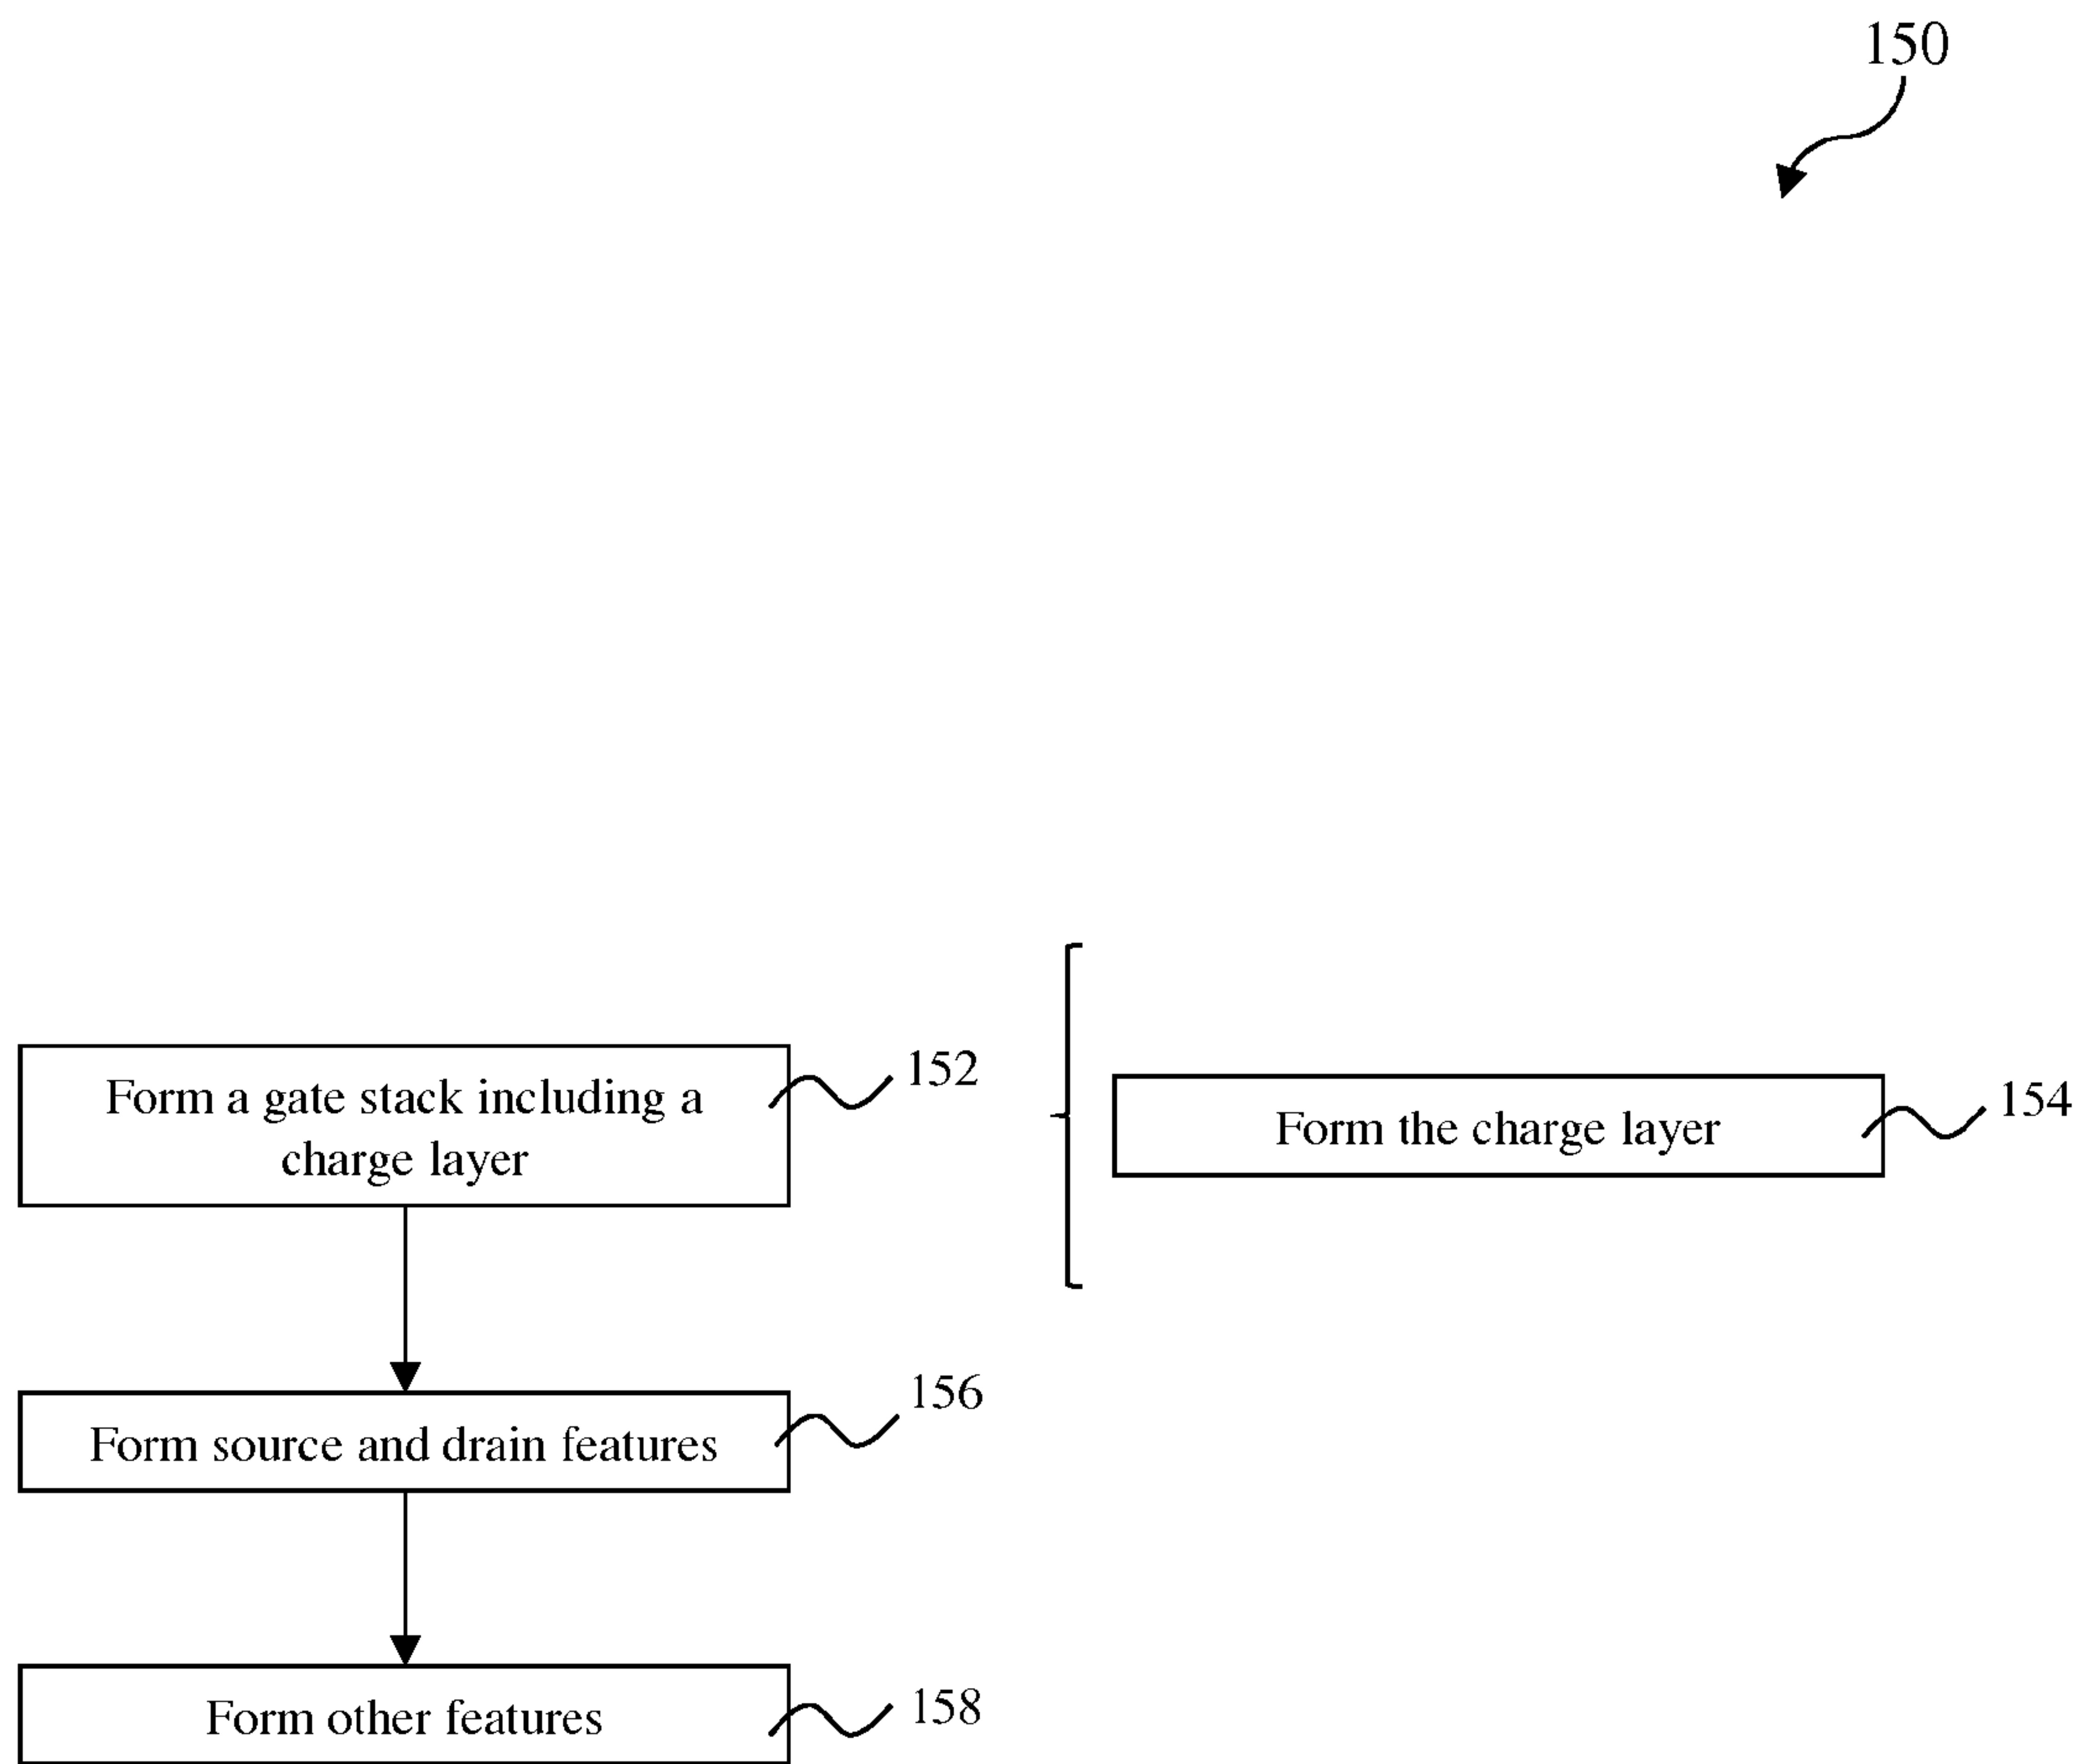 150
Form a gate stack including a
charge layer
152
Form the charge layer
154
Form source and drain features
156
Form other features
158